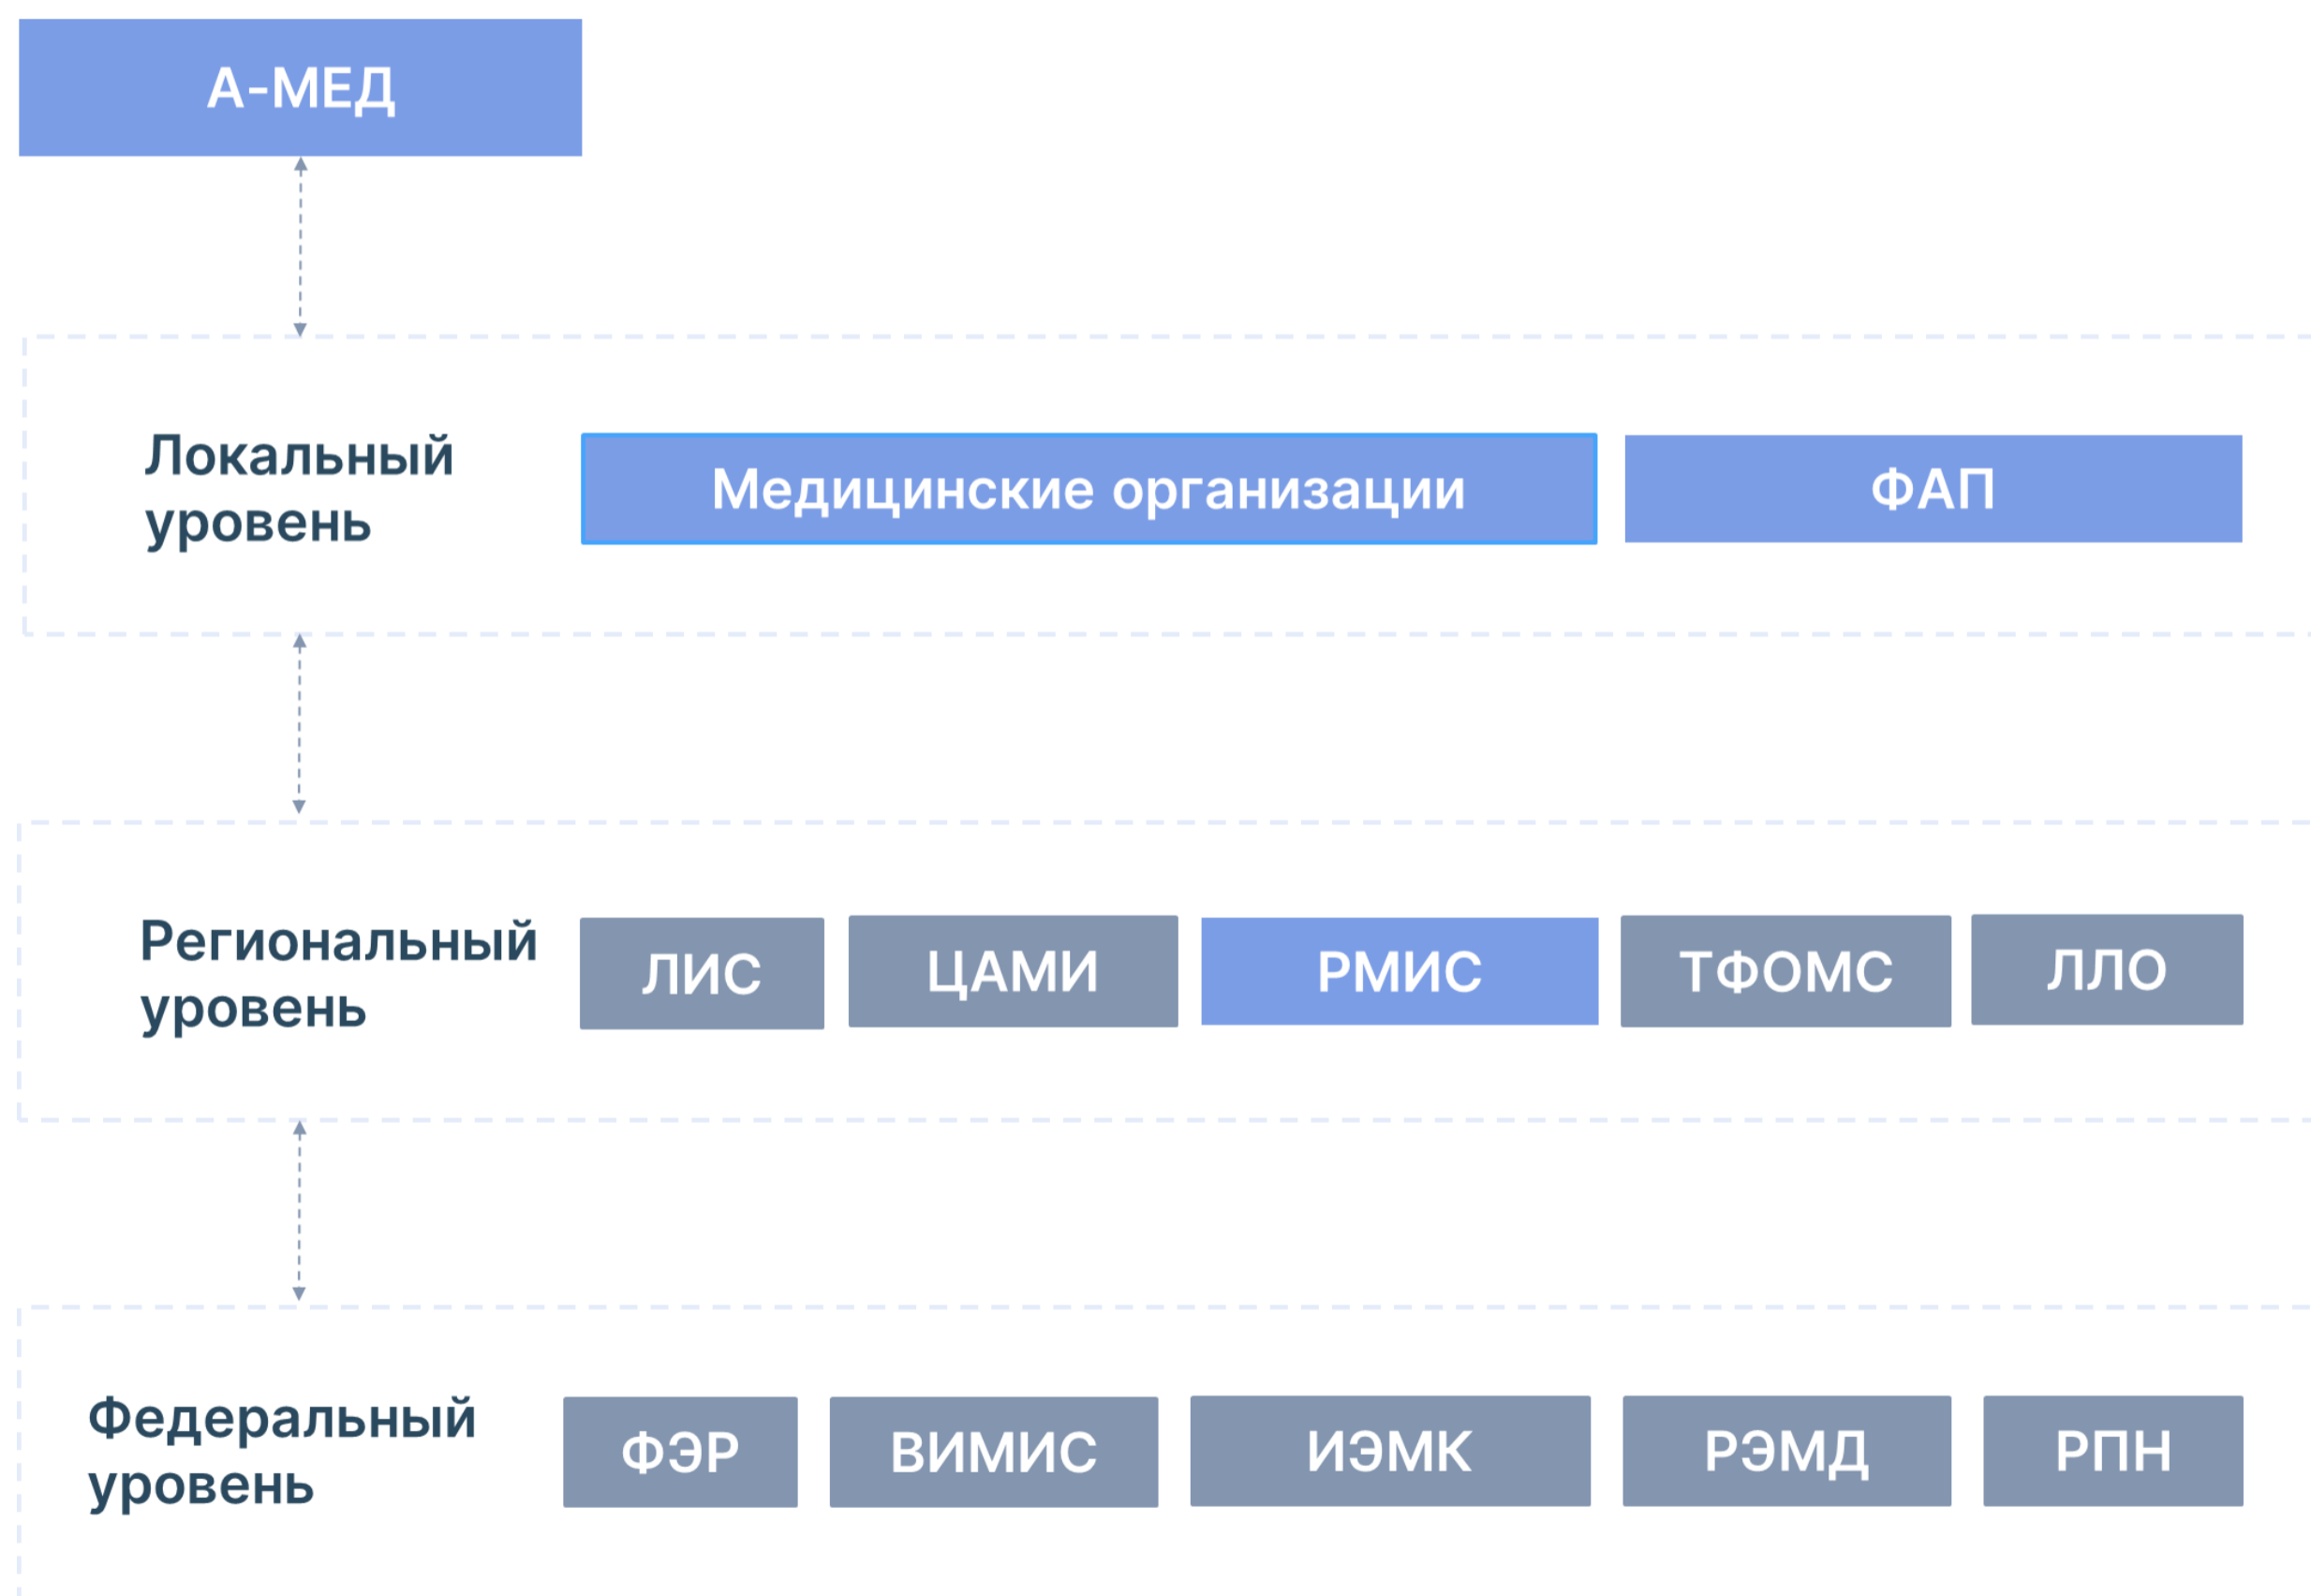 А-МЕД
Локальный
уровень
Медицинские организации
ФАП
Региональный
уровень
ЛИС
ЦАМИ
РМИС
ТФОМС
ЛЛО
Федеральный
уровень
ФЭР
ВИМИС
ИЭМК
РЭМД
РПН